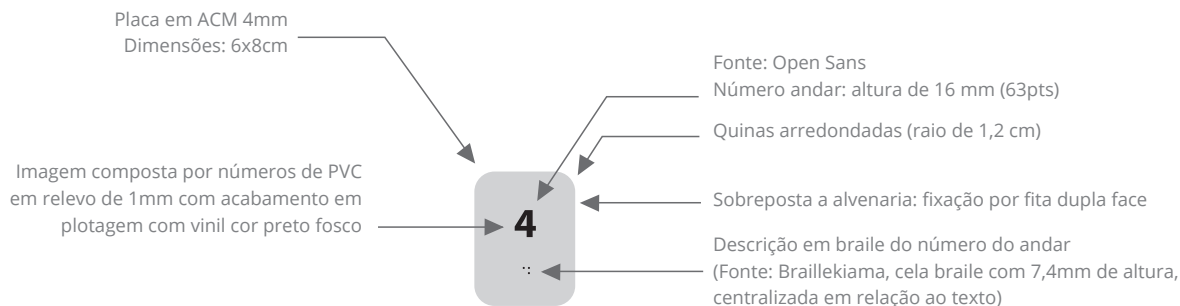 Placa em ACM 4mm
Dimensões: 6x8cm
Fonte: Open Sans
Número andar: altura de 16 mm (63pts)
Quinas arredondadas (raio de 1,2 cm)
Imagem composta por números de PVC
em relevo de 1mm com acabamento em
plotagem com vinil cor preto fosco
Sobreposta a alvenaria: fixação por fita dupla face
4
Descrição em braile do número do andar
(Fonte: Braillekiama, cela braile com 7,4mm de altura,
centralizada em relação ao texto)